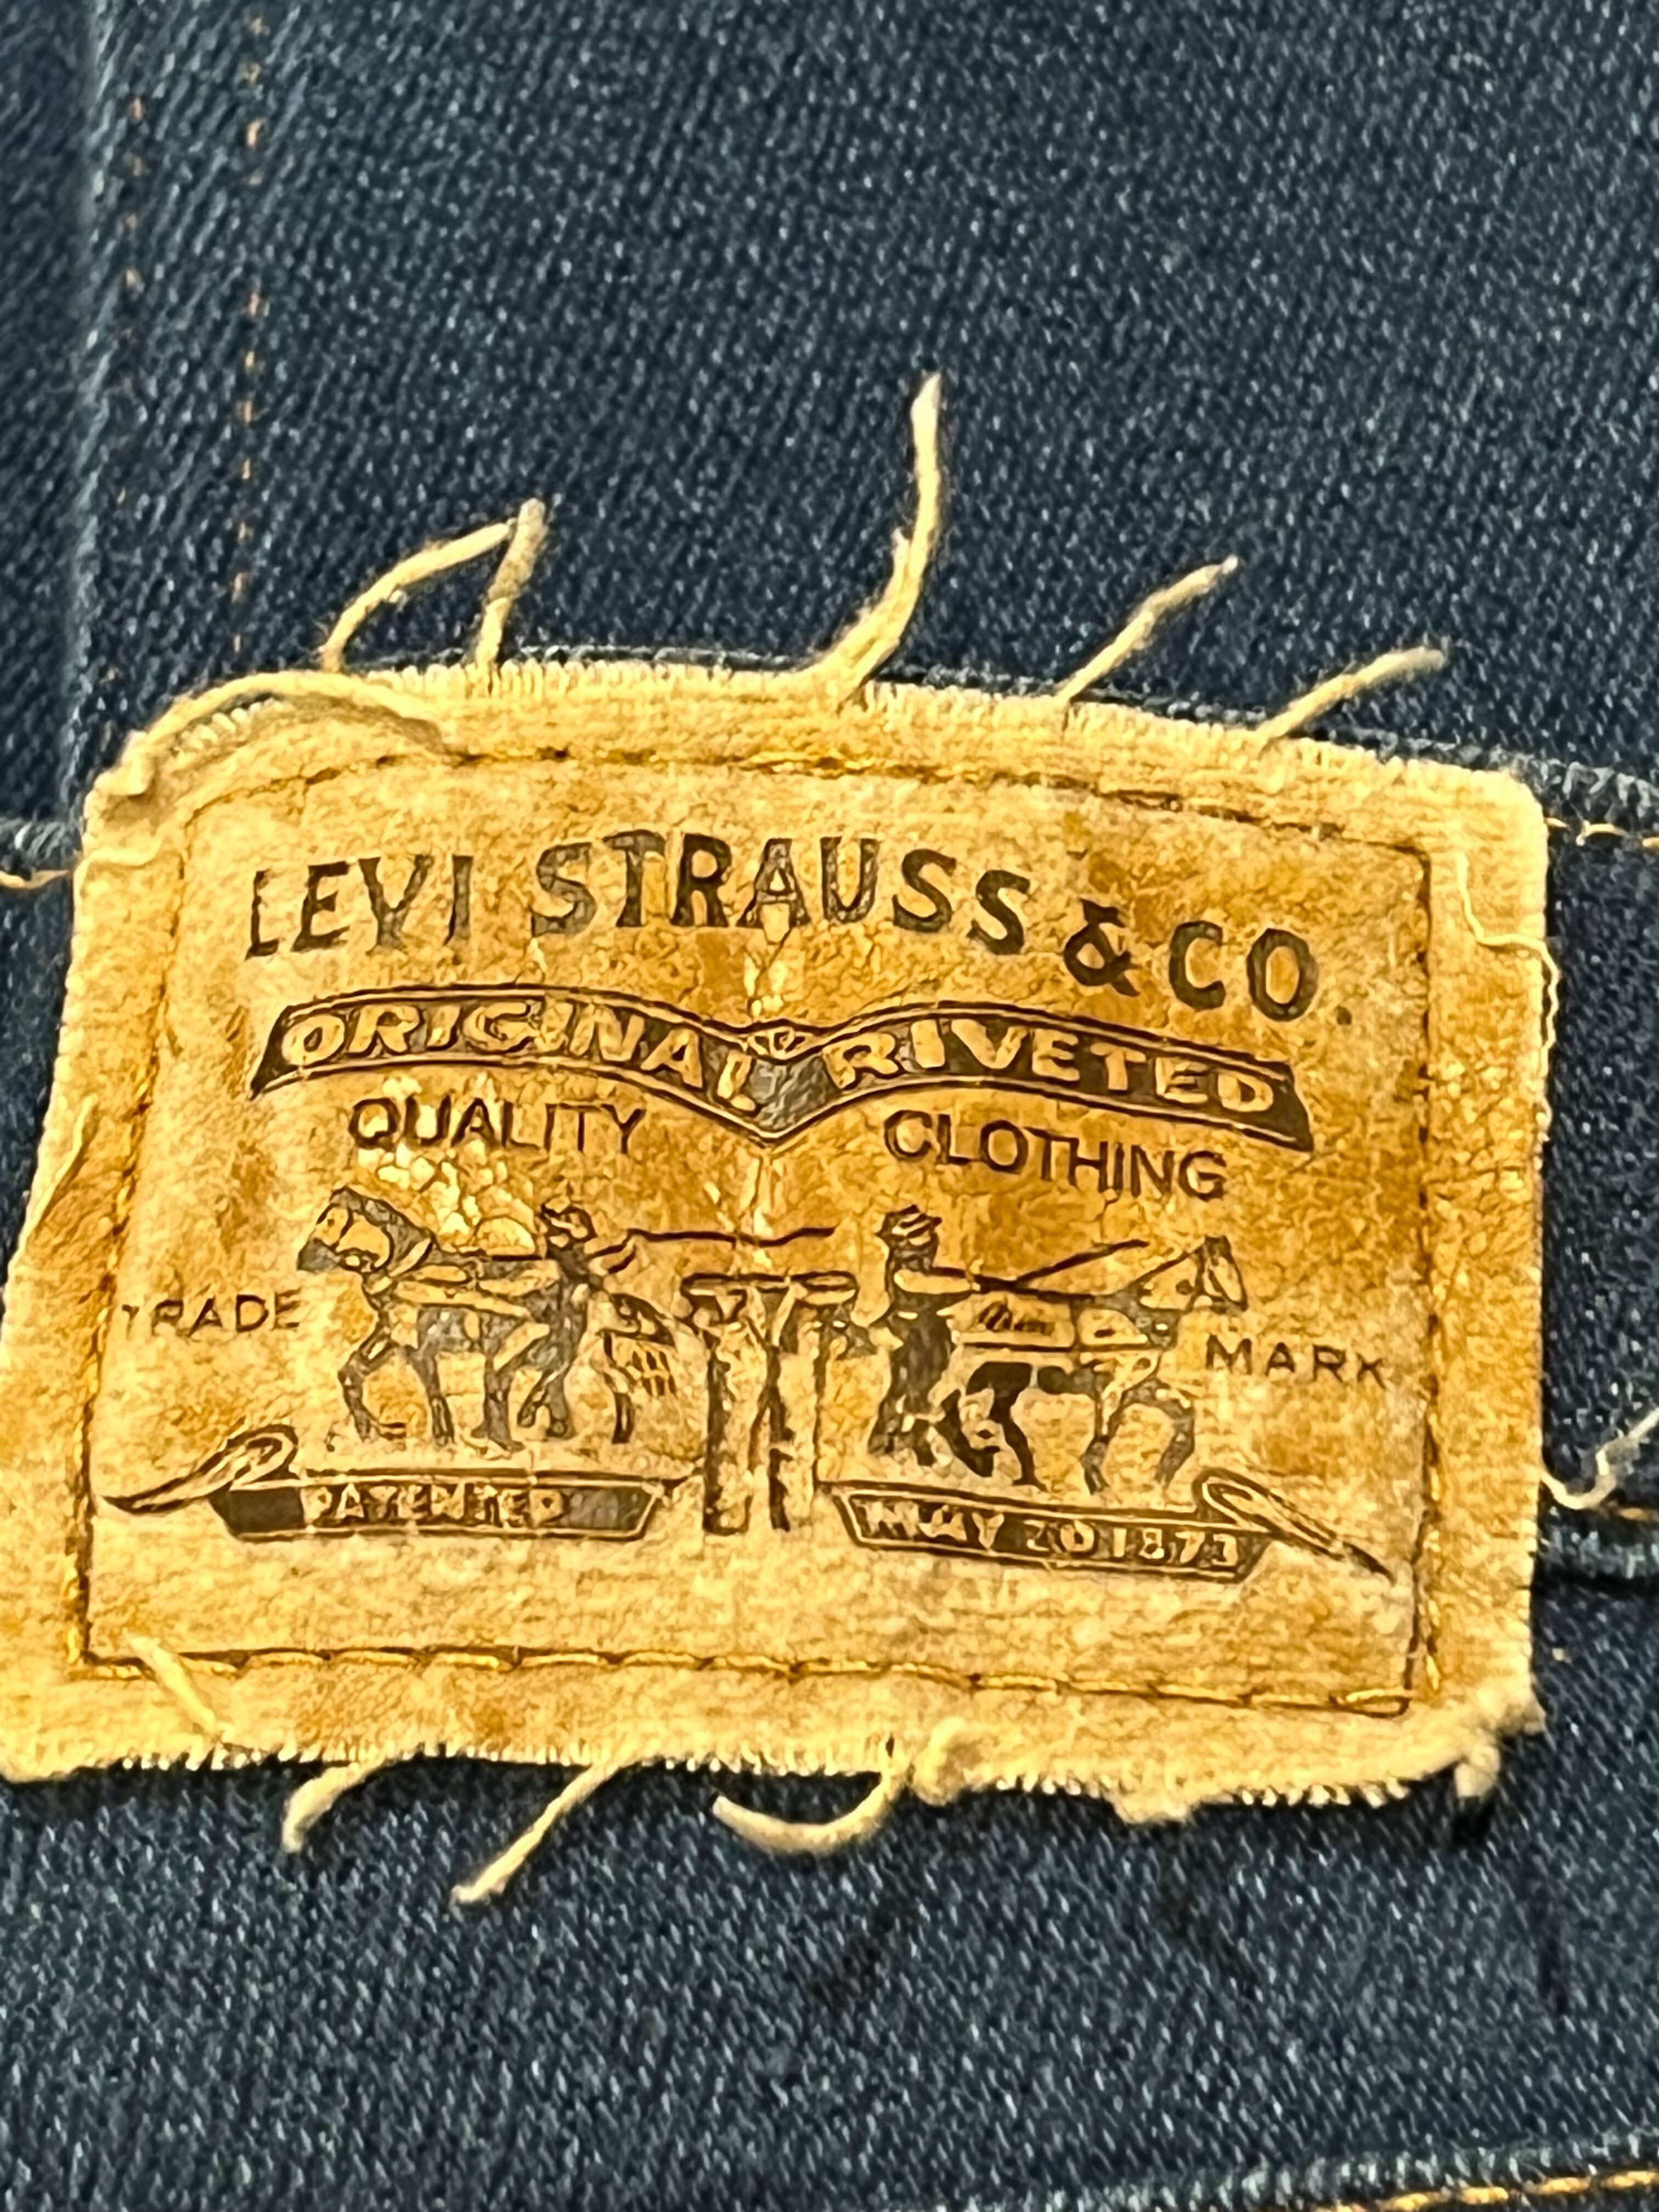 LEVI STRAUSS & CO.
ORIGINAL RIVETED
QUALITY CLOTHING
TRADE MARK
PATENTED MAY 20 1873